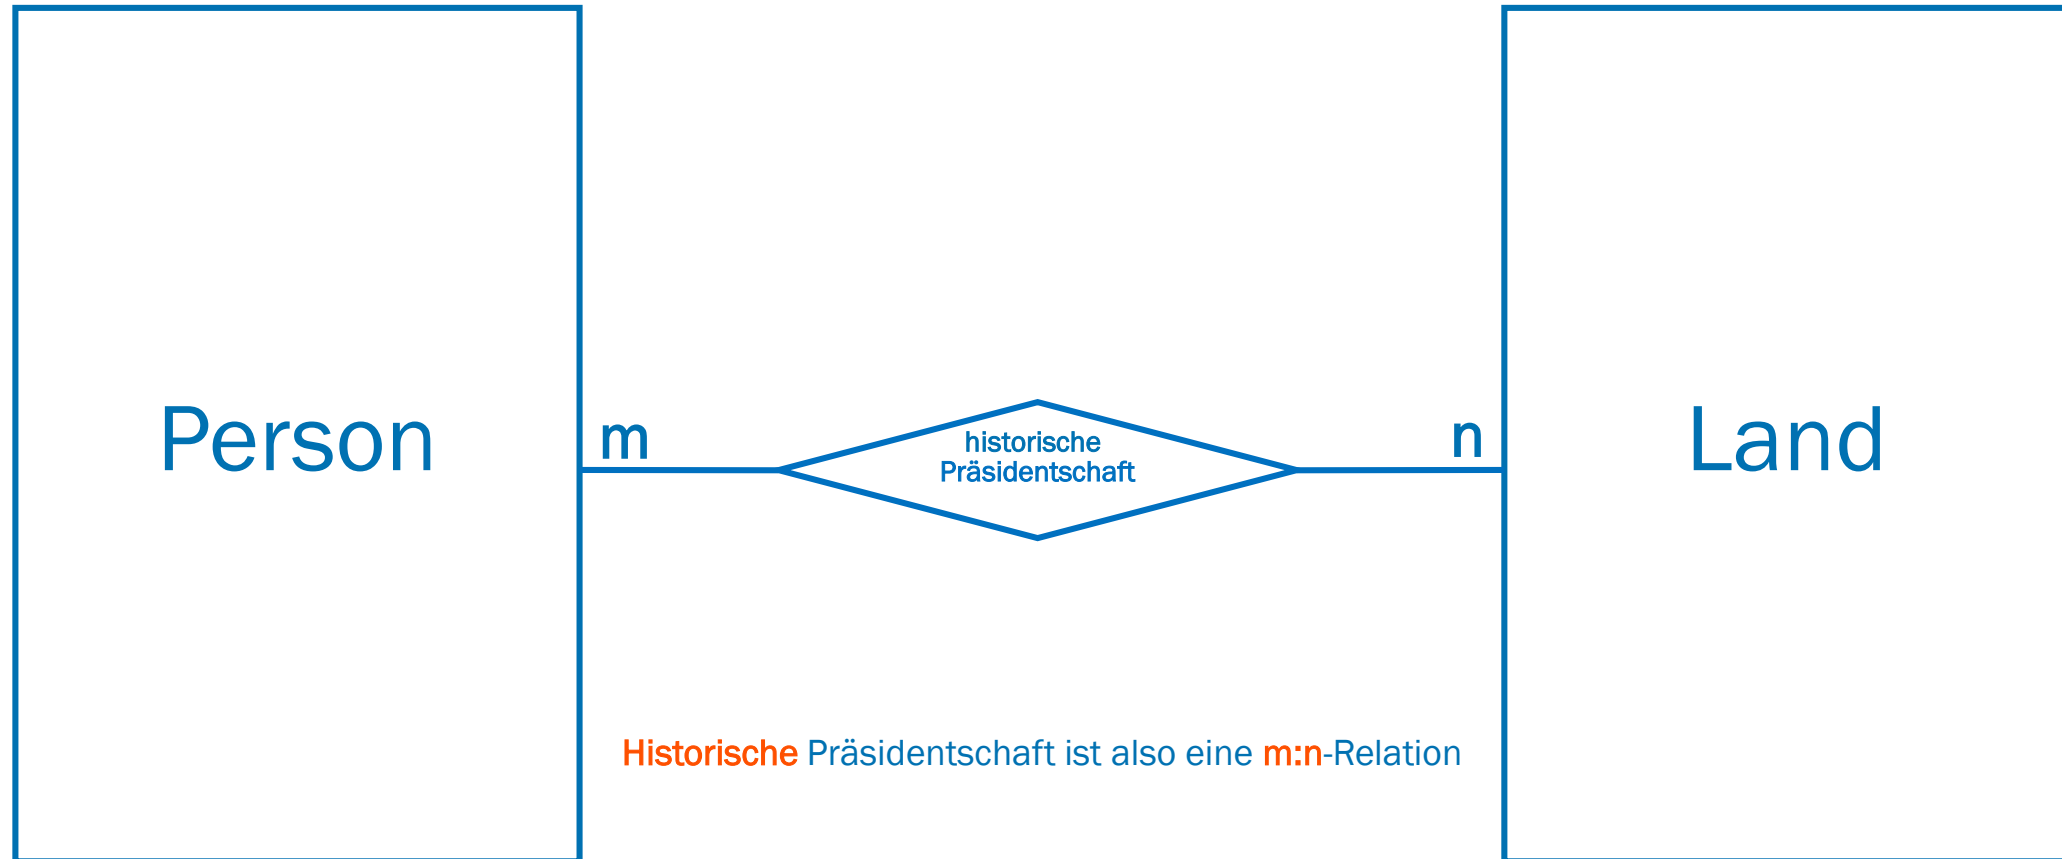 Person
m
historische
Präsidentschaft
n
Land
Historische Präsidentschaft ist also eine m:n-Relation